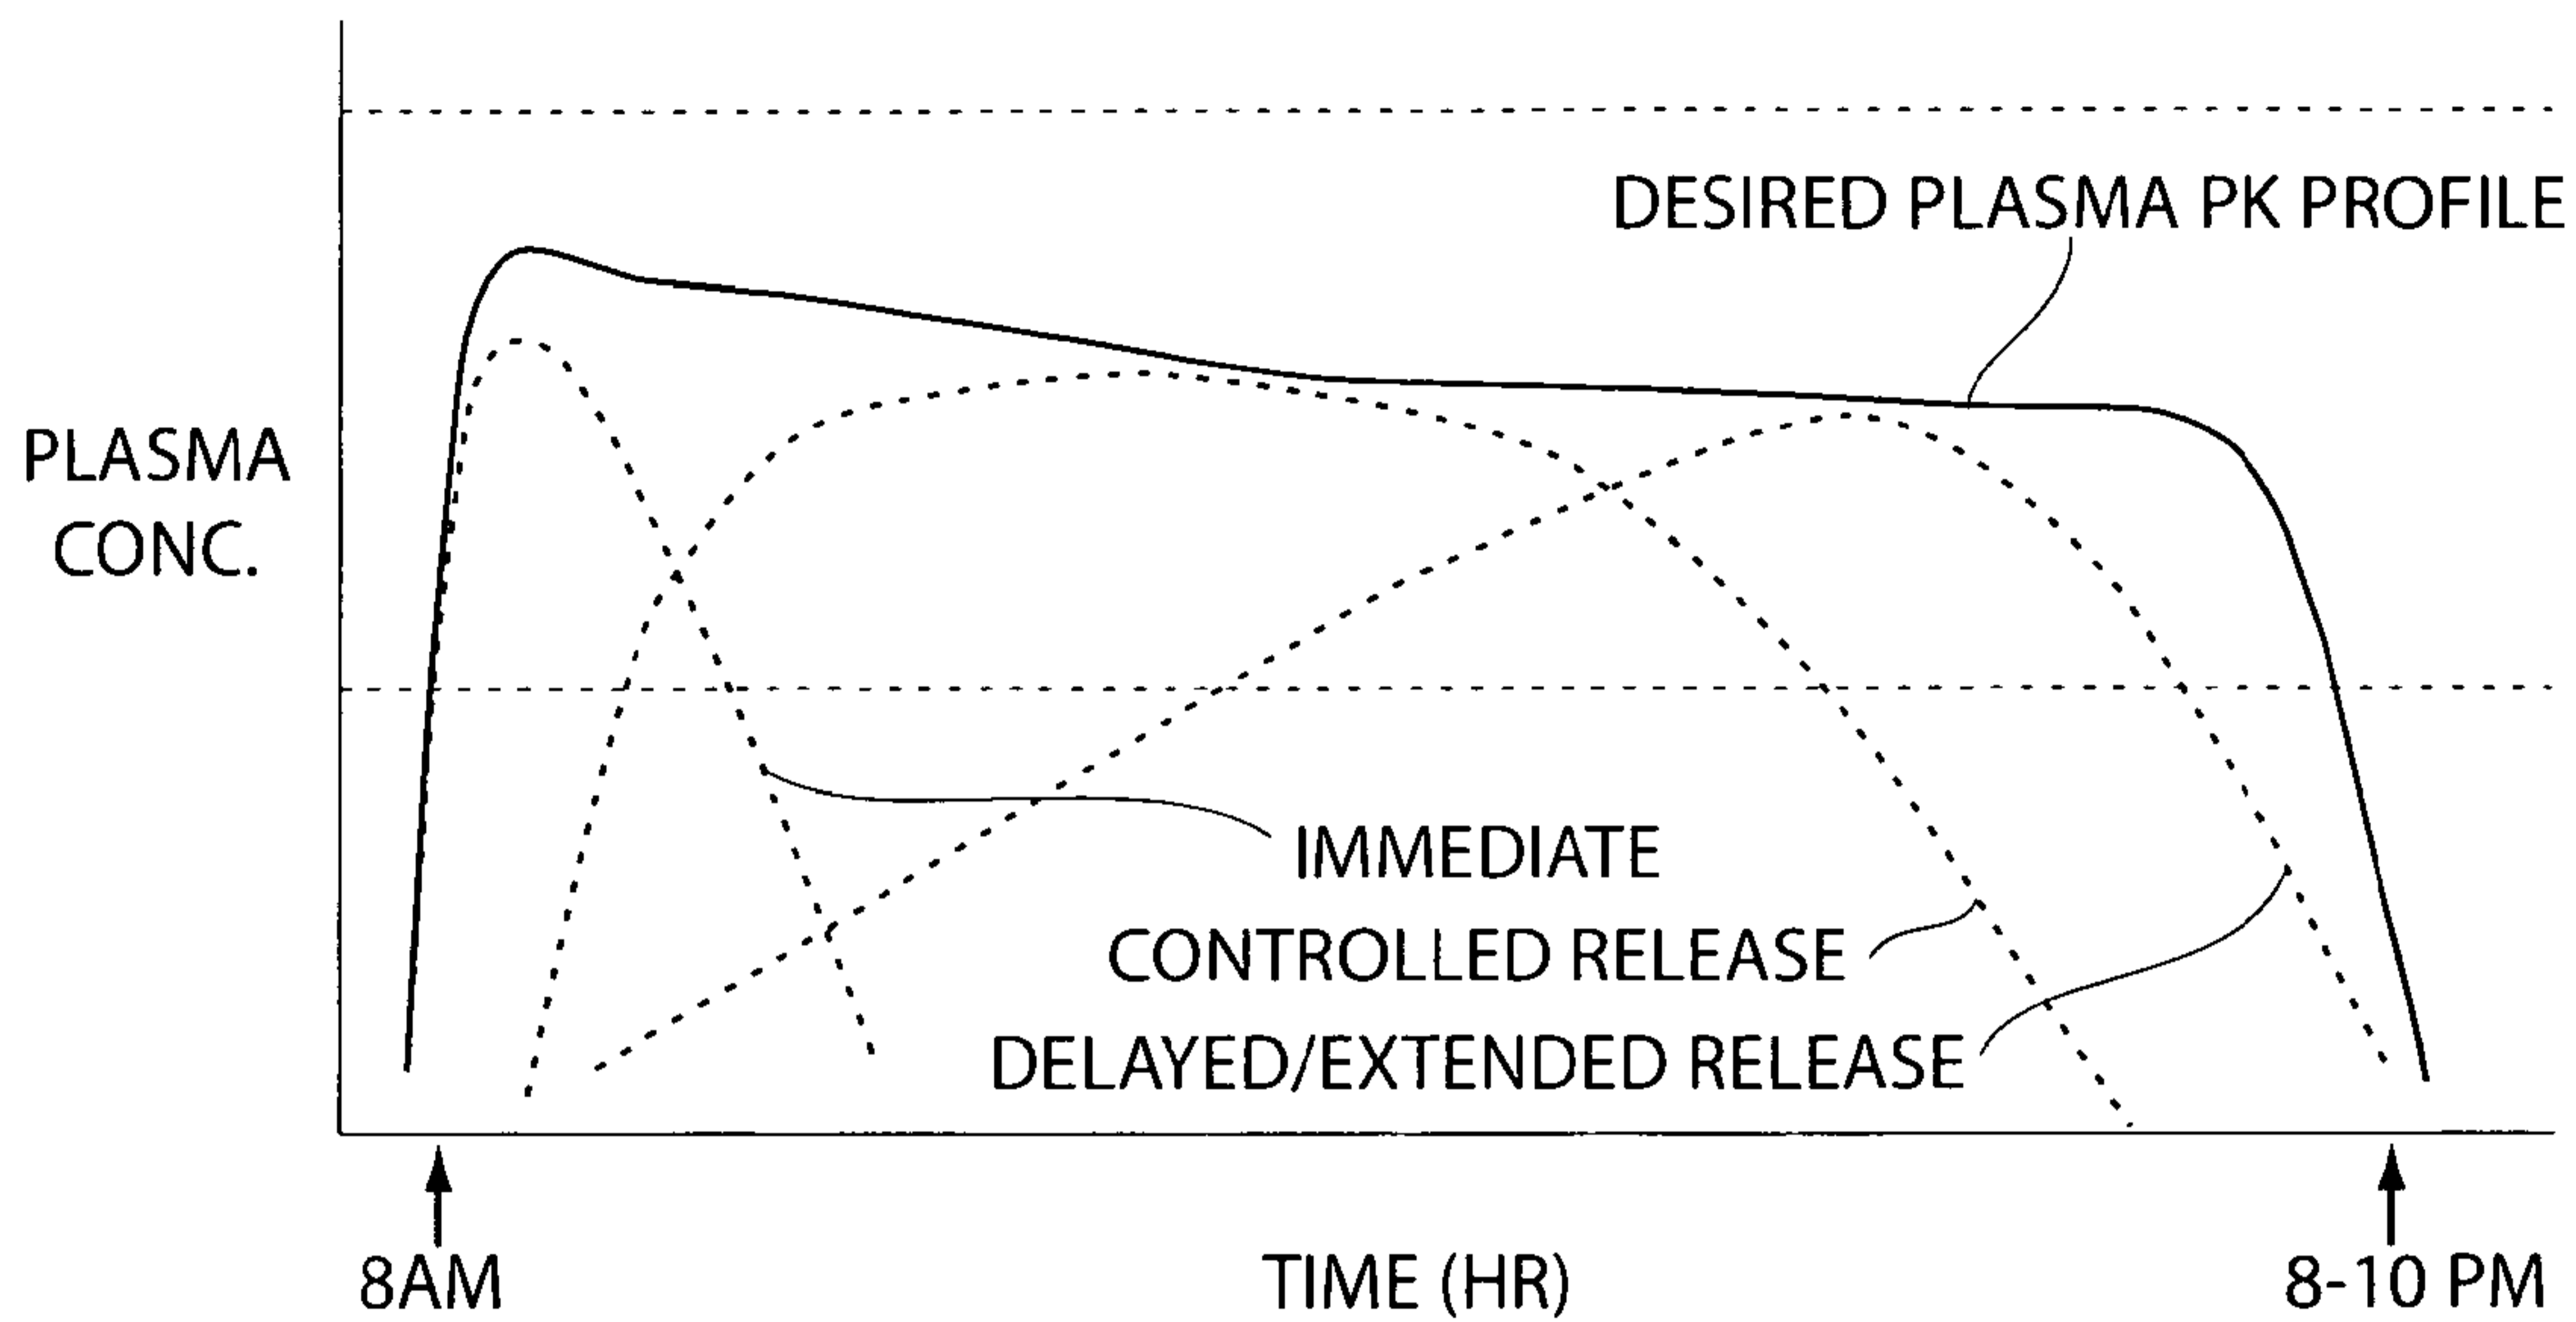 DESIRED PLASMA PK PROFILE
PLASMA
CONC.
IMMEDIATE
CONTROLLED RELEASE
DELAYED/EXTENDED RELEASE
8AM
TIME (HR)
8-10 PM